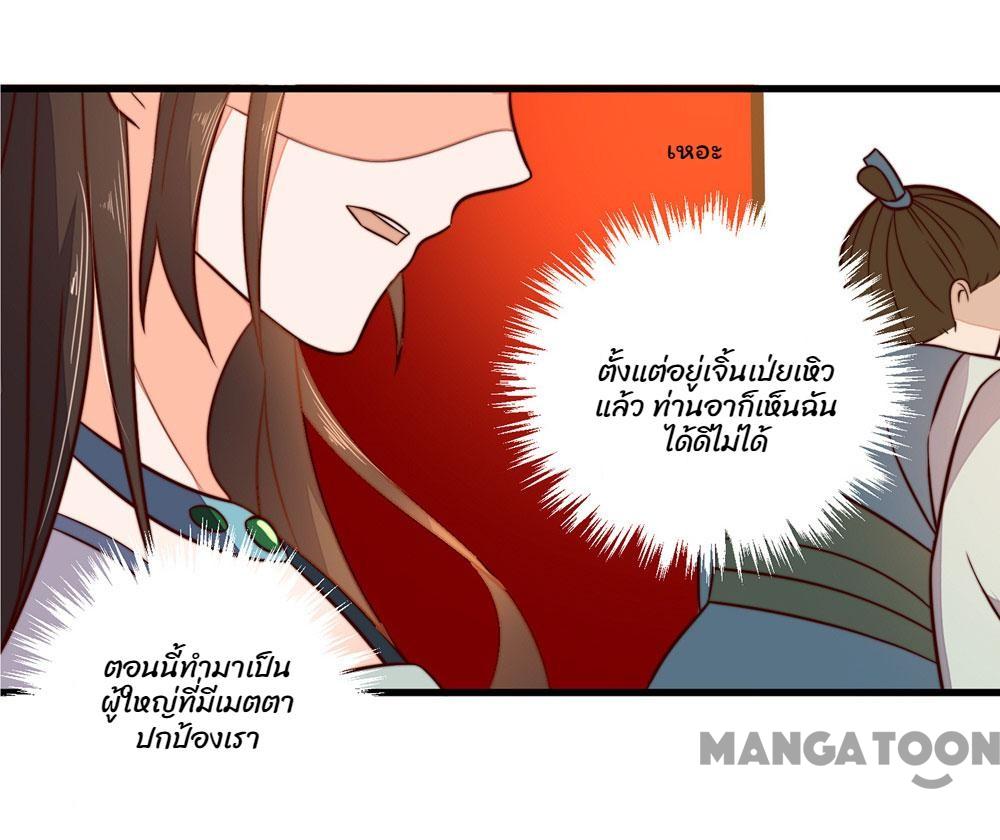 เหอะ
ตั้งแต่อยู่เจิ้นเป่ยเหิว
แล้ว ท่านอาก็เห็นฉัน
ได้ดีไม่ได้
ตอนนี้ทำมาเป็น
ผู้ใหญ่ที่มีเมตตา
ปกป้องเรา
MANGATOON